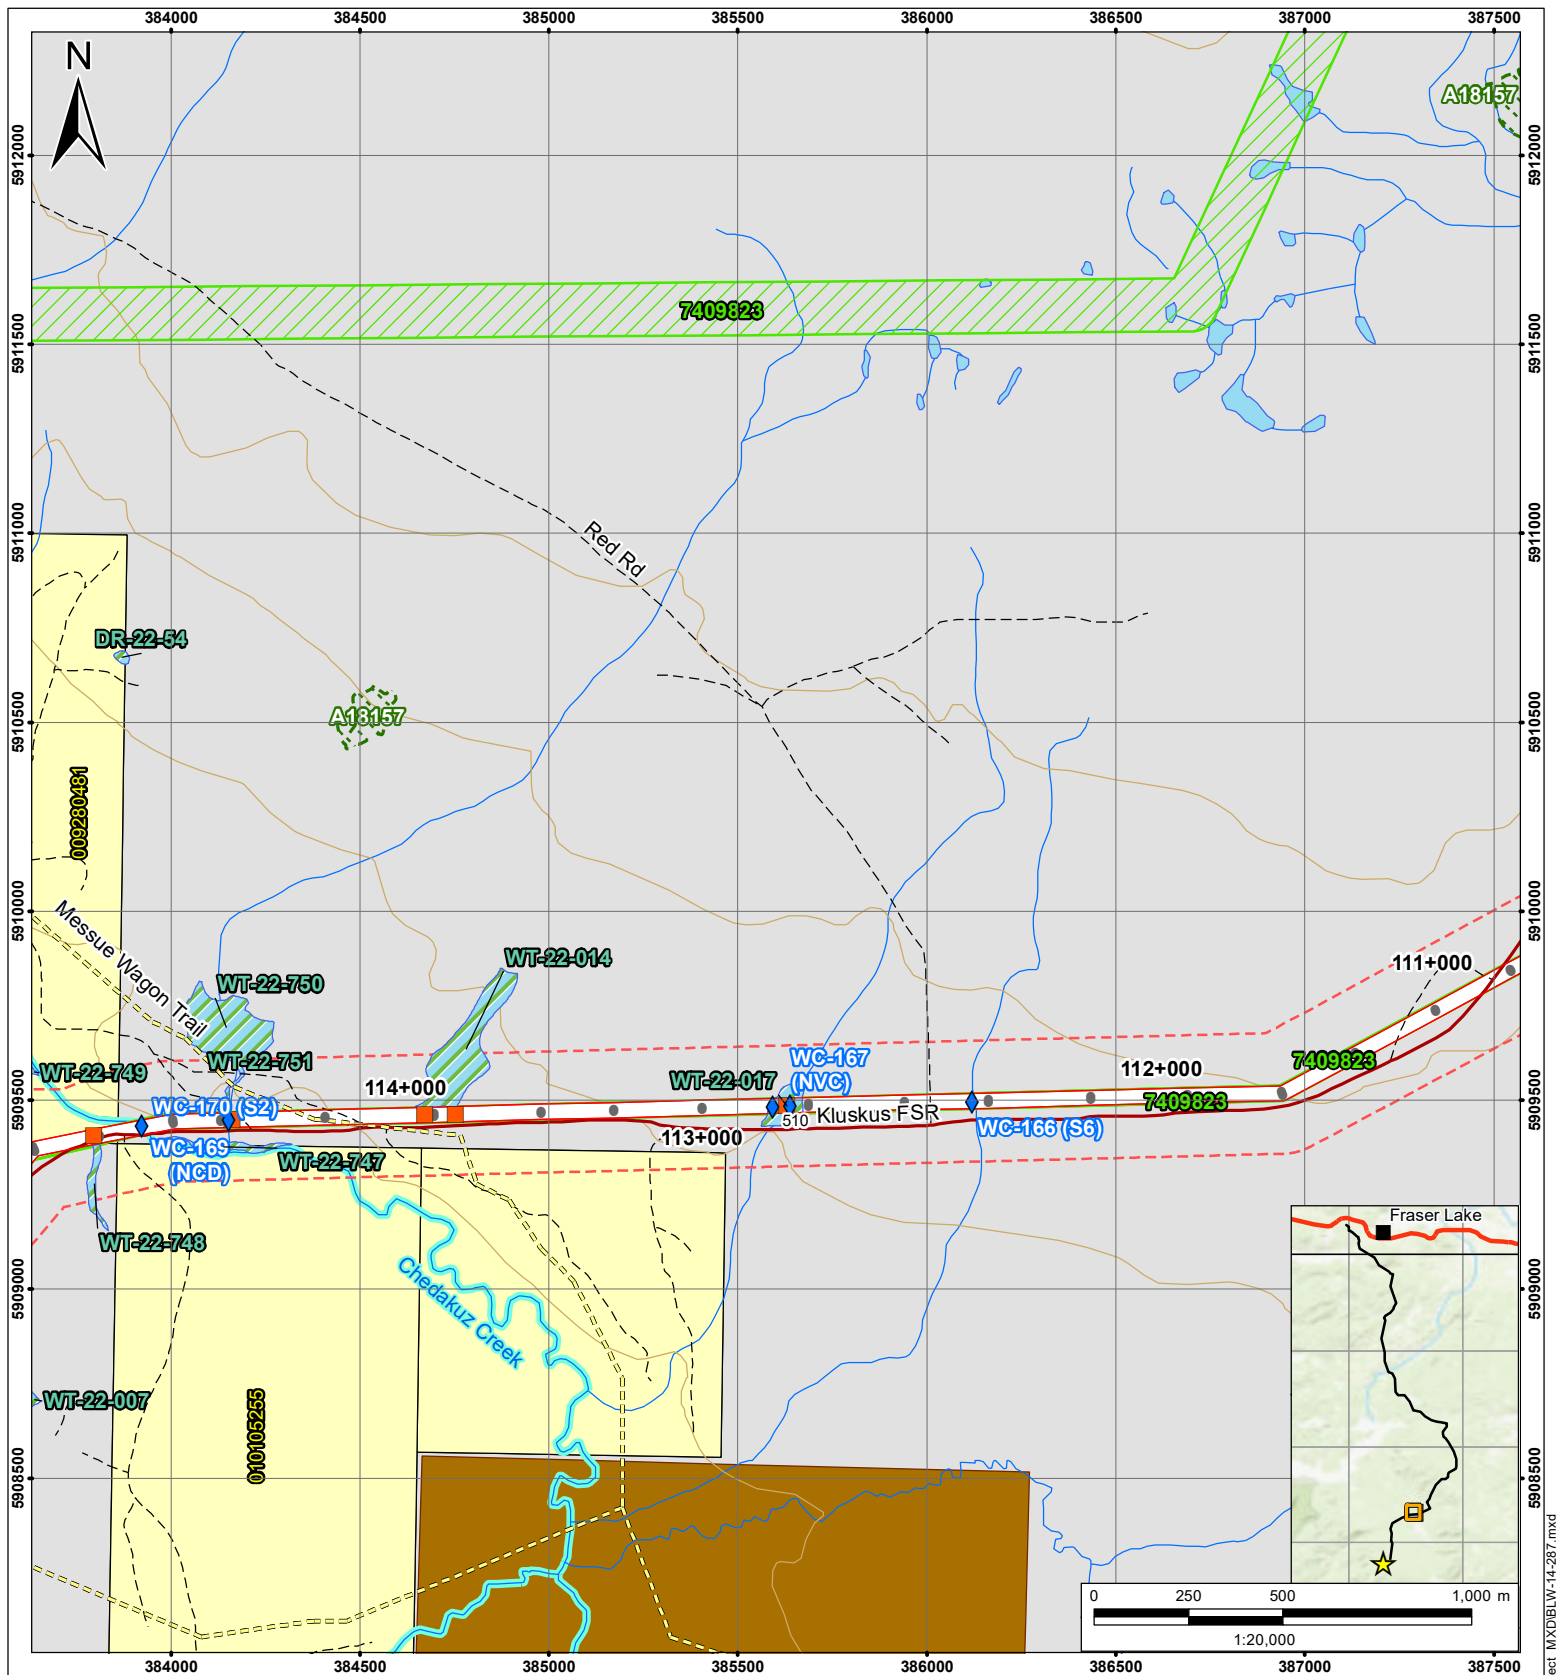 384000 384500 385000 385500 386000 386500 387000 387500
N
A18157
5912000
5912000
7409823
5911500
5911500
Red Rd
5911000
5911000
DR-22-54
A18157
5910500
5910500
009280481
5910000
5910000
Messue Wagon Trail
WT-22-014
WT-22-750
111+000
WT-22-751
WC-167
(NVC)
7409823
WT-22-749
114+000
WT-22-017
112+000
5909500
5909500
WC-170 (S2)
510
Kluskus FSR
7409823
113+000
WC-166 (S6)
WC-169
(NCD)
WT-22-747
WT-22-748
Fraser Lake
Chedakuz Creek
5909000
5909000
WT-22-007
010105255
5908500
5908500
0 250 500 1,000 m
1:20,000
384000 384500 385000 385500 386000 386500 387000 387500
ect_MXD\BLW-14-287.mxd